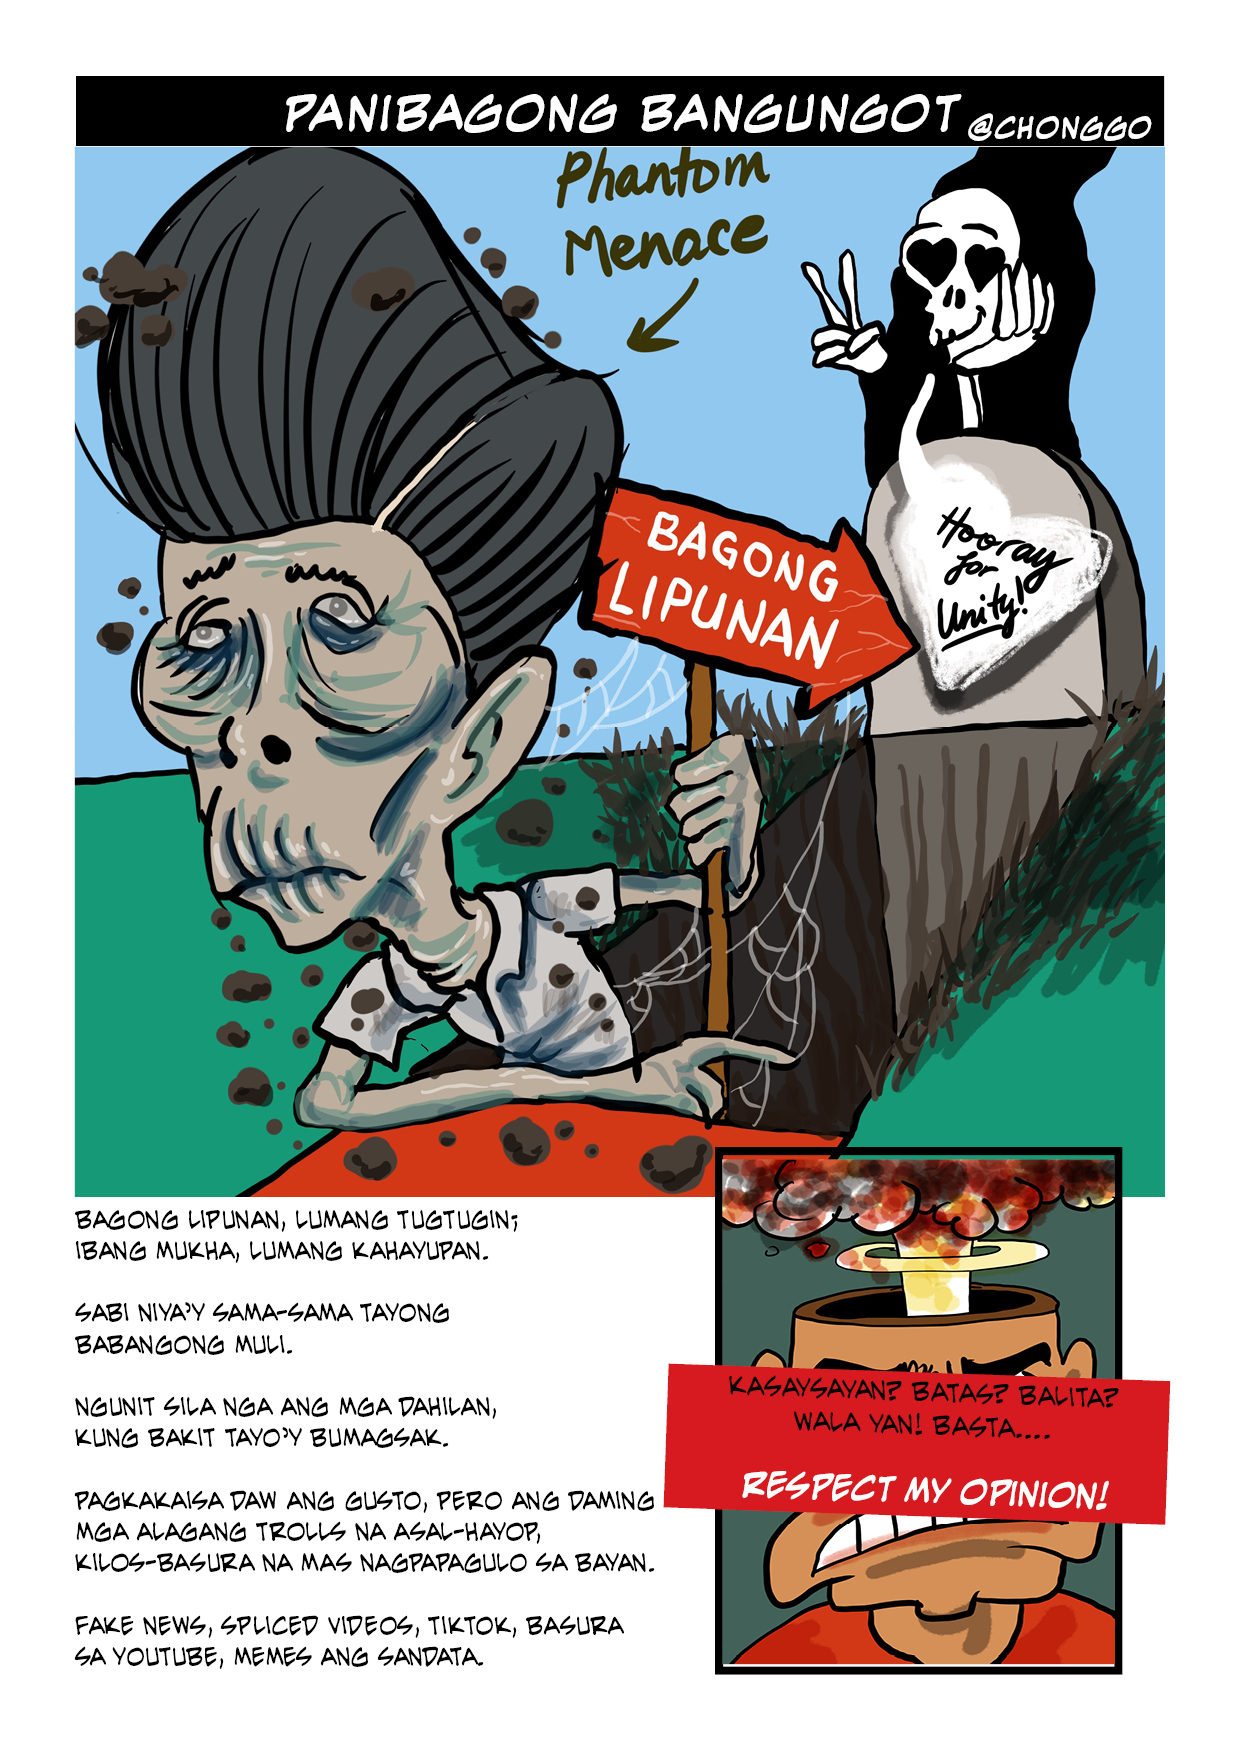 PANIBAGONG BANGUNGOT @CHONGGO
Phantom
Menace
BAGONG
LIPUNAN
Hooray
for
Unity!
BAGONG LIPUNAN, LUMANG TUGTUGIN;
IBANG MUKHA, LUMANG KAHAYUPAN.
SABI NIYA'Y SAMA-SAMA TAYONG
BABANGONG MULI.
NGUNIT SILA NGA ANG MGA DAHILAN,
KUNG BAKIT TAYO'Y BUMAGSAK.
PAGKAKAISA DAW ANG GUSTO, PERO ANG DAMING
MGA ALAGANG TROLLS NA ASAL-HAYOP,
KILOS-BASURA NA MAS NAGPAPAGULO SA BAYAN.
FAKE NEWS, SPLICED VIDEOS, TIKTOK, BASURA
SA YOUTUBE, MEMES ANG SANDATA.
KASAYSAYAN? BATAS? BALITA?
WALA YAN! BASTA....
RESPECT MY OPINION!